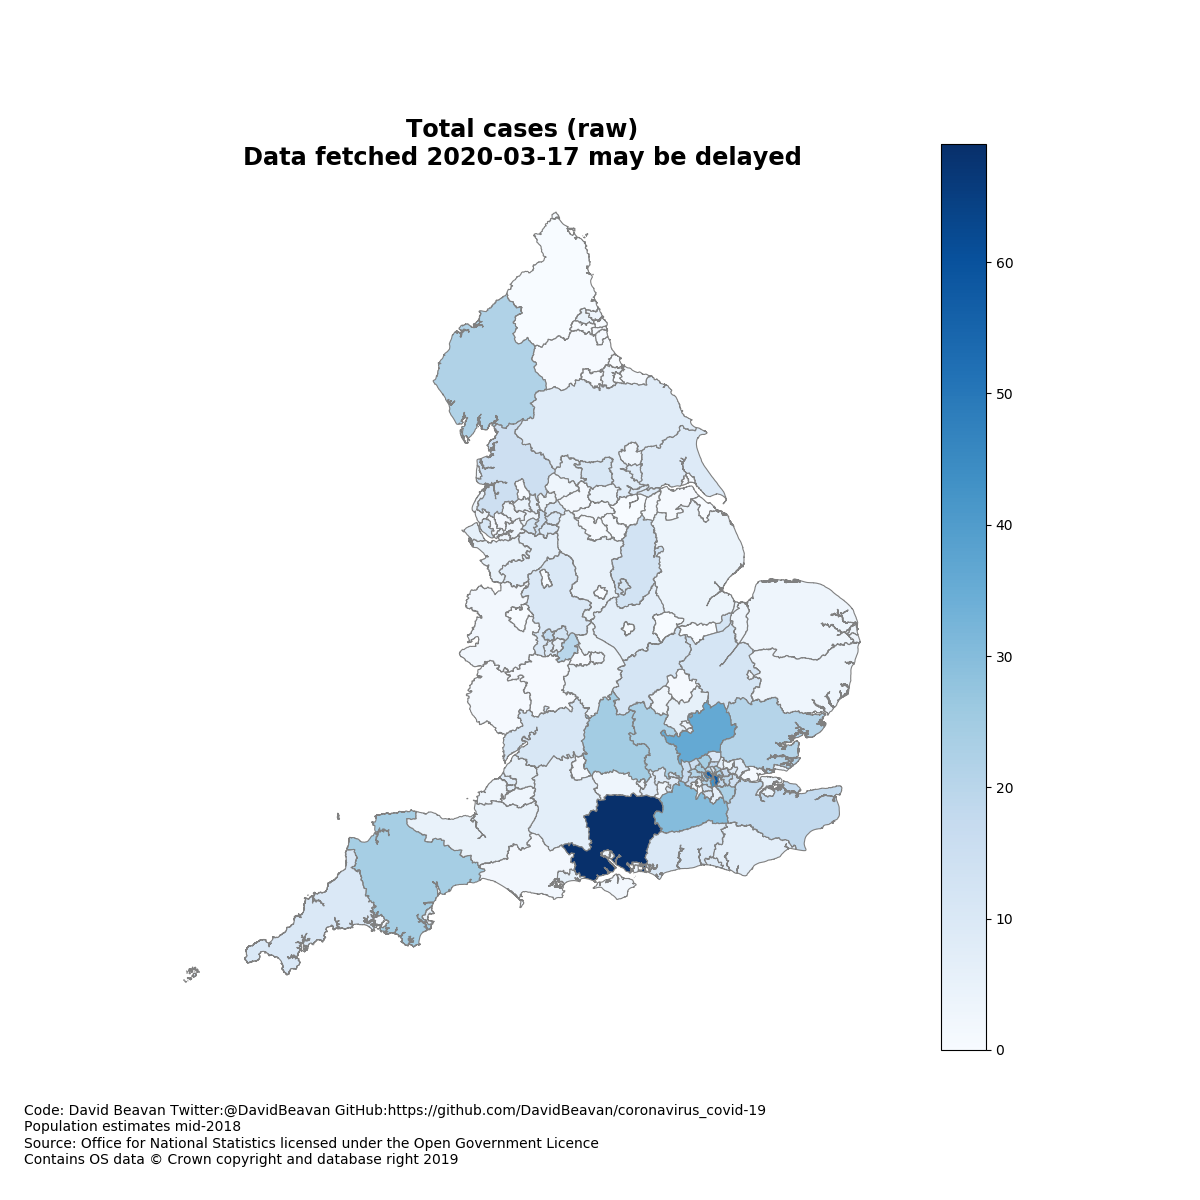 Total cases (raw)
Data fetched 2020-03-17 may be delayed
60
50
40
30
20
10
0
Code: David Beavan Twitter:@DavidBeavan GitHub:https://github.com/DavidBeavan/coronavirus_covid-19
Population estimates mid-2018
Source: Office for National Statistics licensed under the Open Government Licence
Contains OS data © Crown copyright and database right 2019